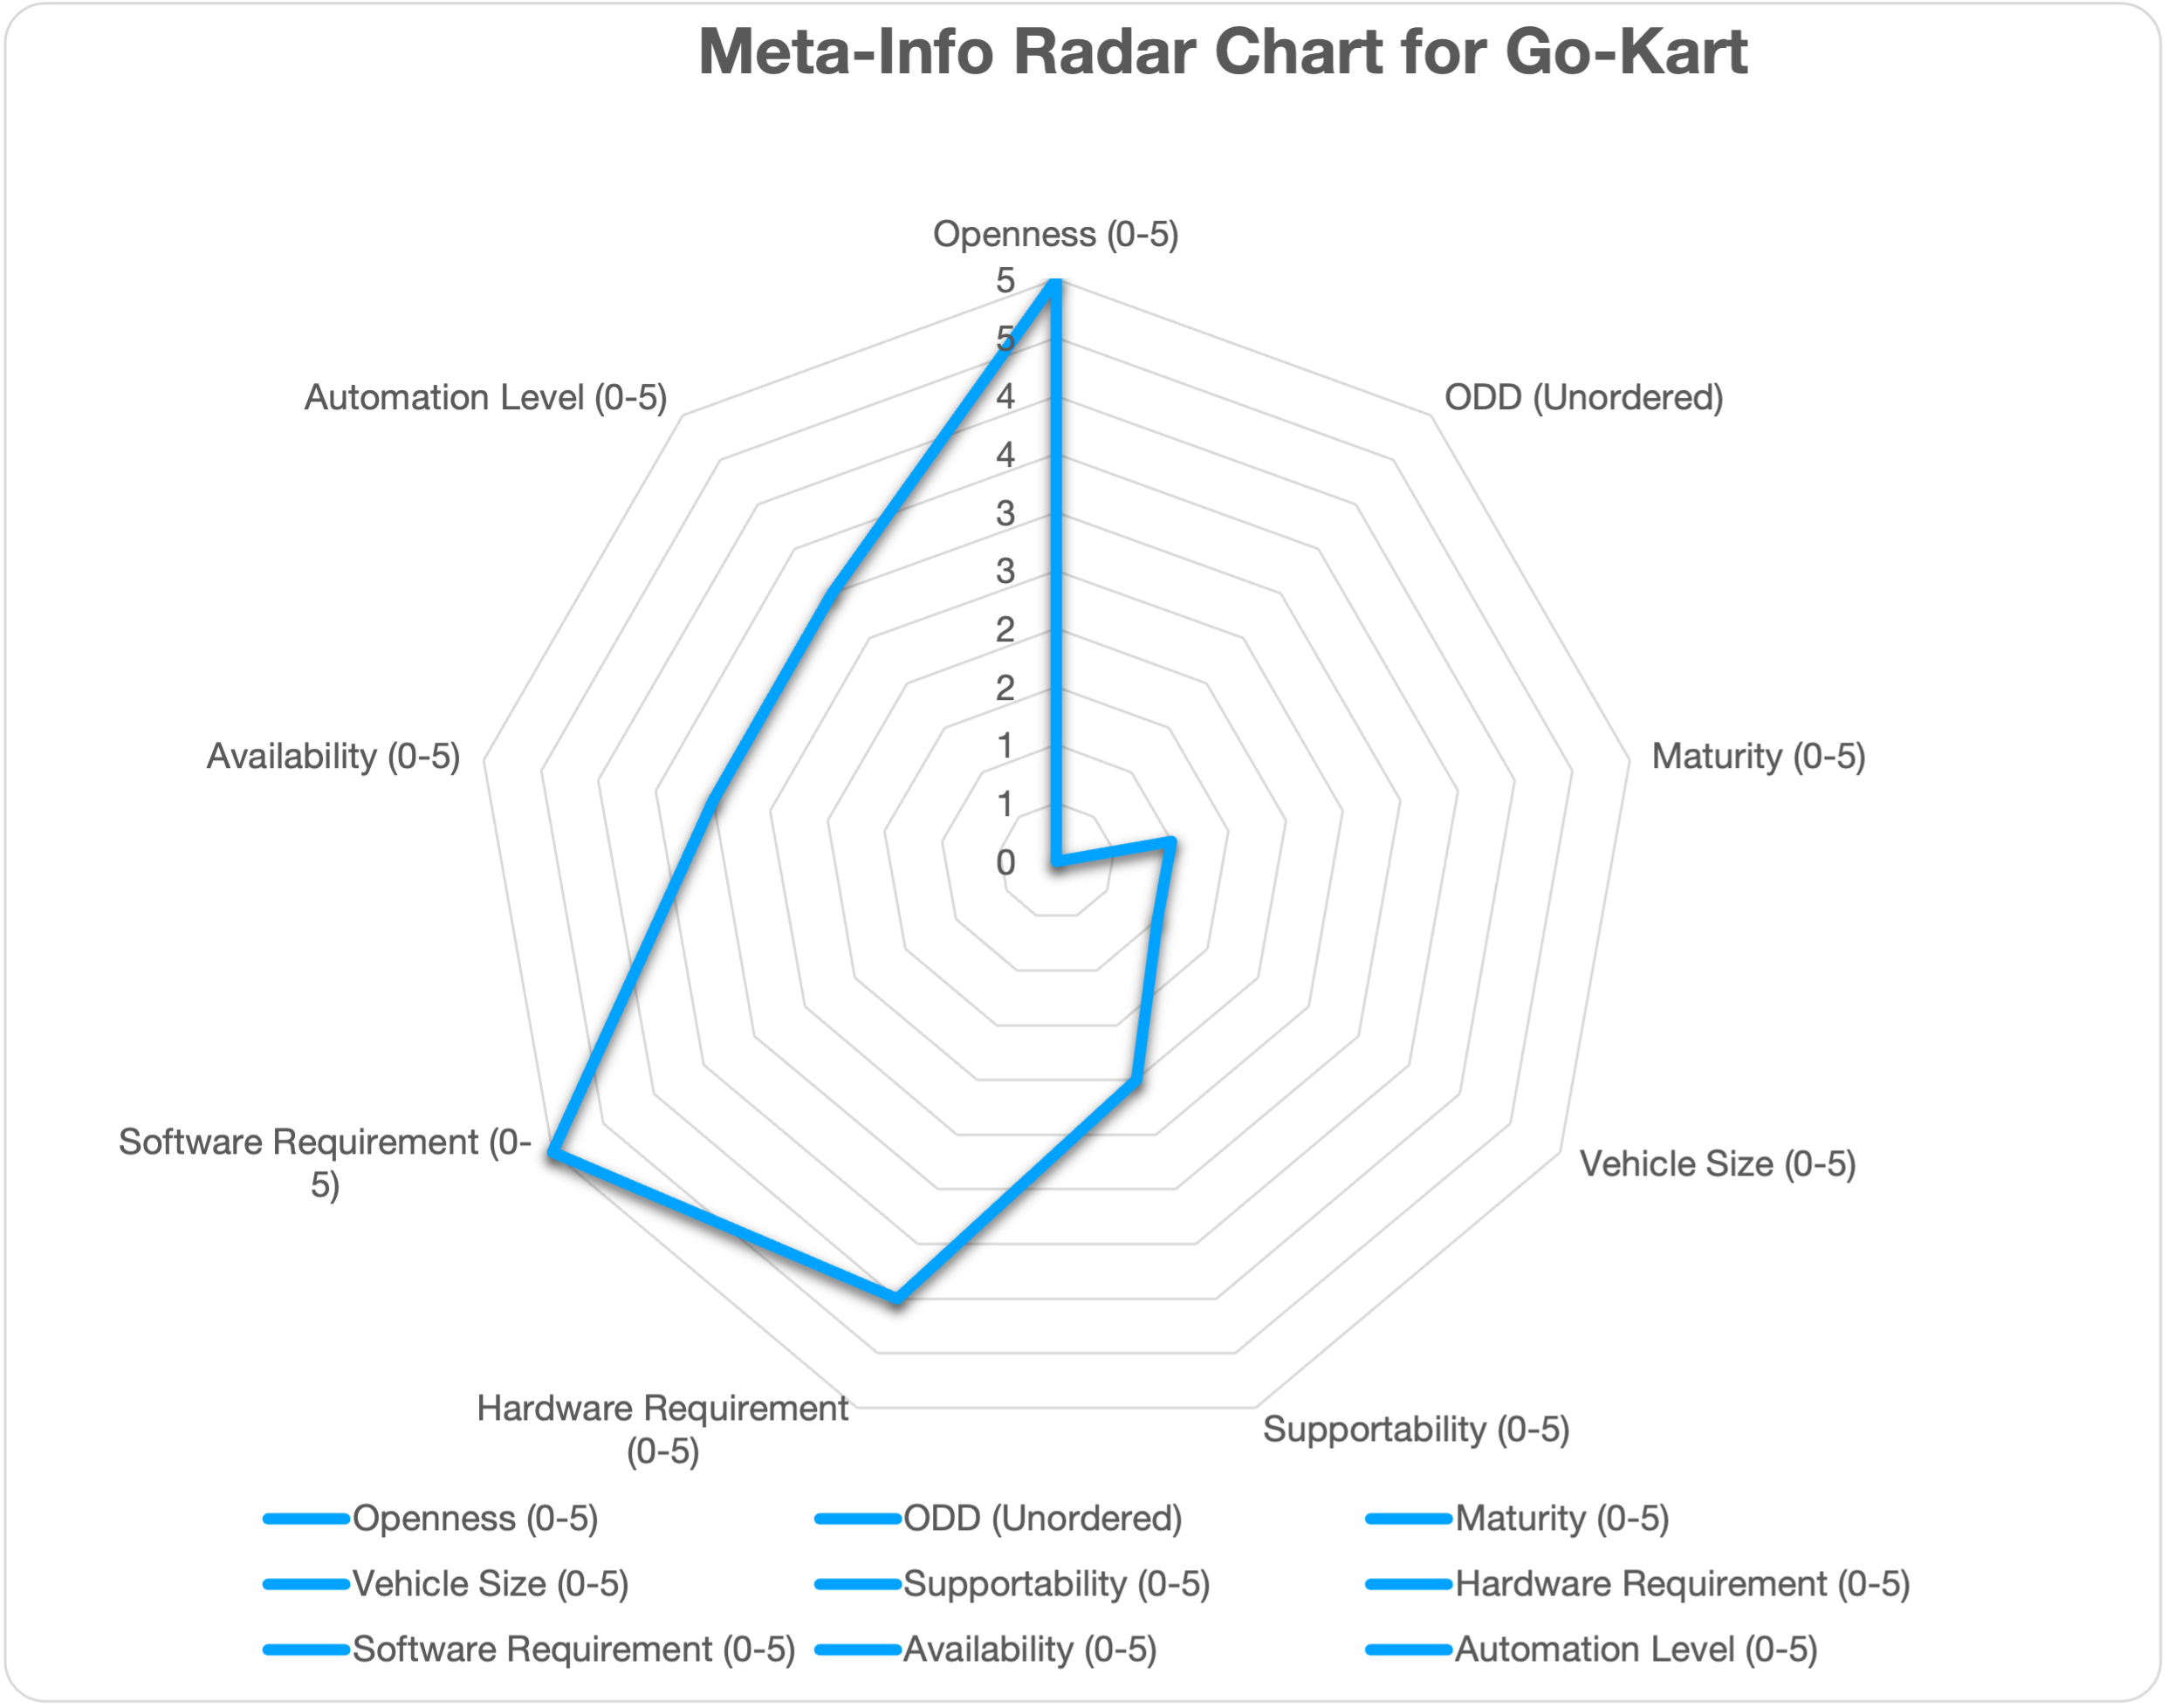 Meta-Info Radar Chart for Go-Kart
Openness (0-5)
5
5
4
4
3
3
2
2
1
1
0
Automation Level (0-5)
ODD (Unordered)
Availability (0-5)
Maturity (0-5)
Software Requirement (0-
5)
Vehicle Size (0-5)
Hardware Requirement
(0-5)
Supportability (0-5)
Openness (0-5)
ODD (Unordered)
Maturity (0-5)
Vehicle Size (0-5)
Supportability (0-5)
Hardware Requirement (0-5)
Software Requirement (0-5)
Availability (0-5)
Automation Level (0-5)